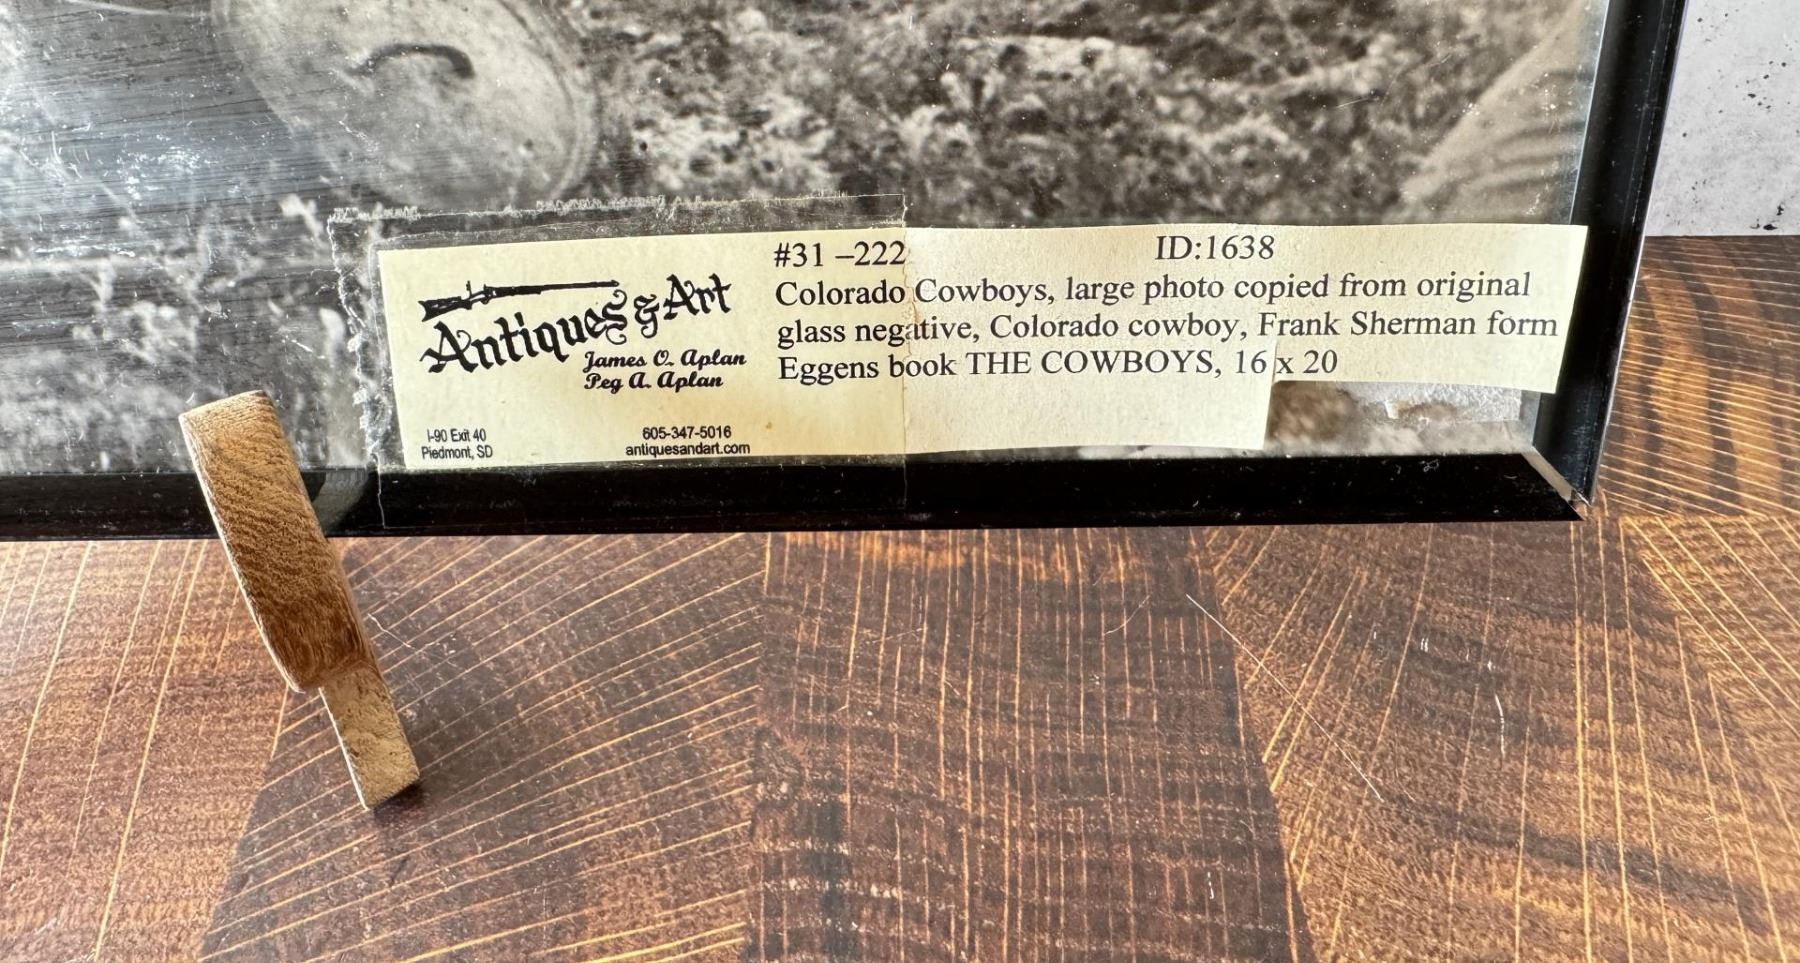 Antiques & Art
James O. Aplan
Peg A. Aplan
I-90 Exit 40
Piedmont, SD
605-347-5016
antiquesandart.com
#31 –222 ID:1638
Colorado Cowboys, large photo copied from original
glass negative, Colorado cowboy, Frank Sherman form
Eggens book THE COWBOYS, 16 x 20